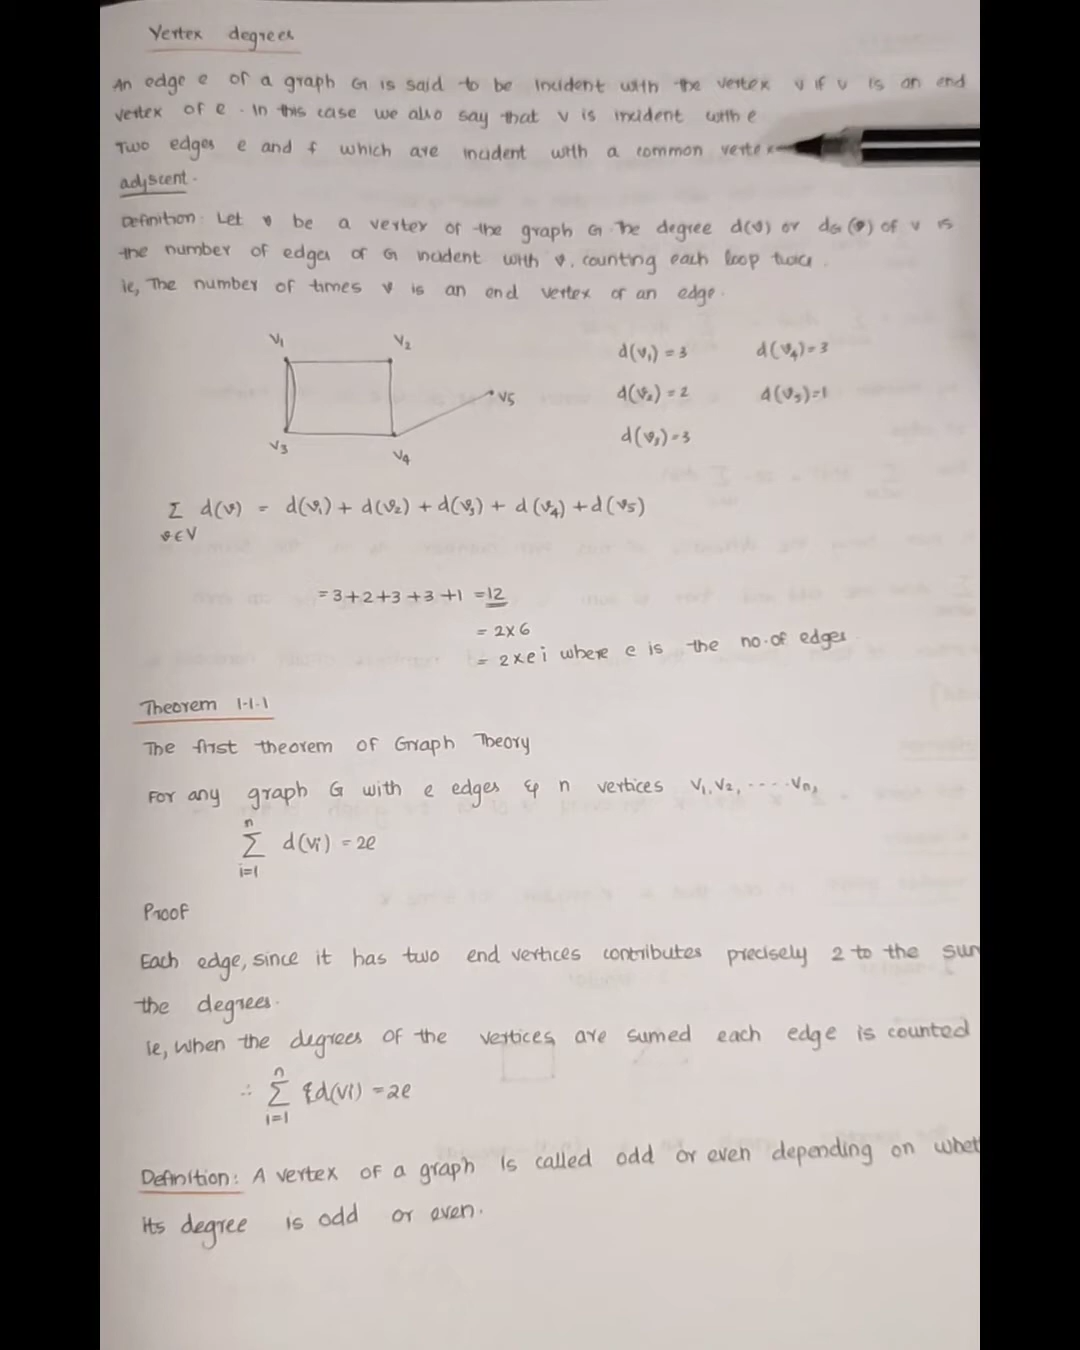 Vertex degrees
An edge e of a graph G is said to be incident with the vertex v if v is an end
vertex of e. In this case we also say that v is incident with e
Two edges e and f which are incident with a common vertex
adjscent.
Definition: Let v be a vertex of the graph G. The degree d(v) or dG(v) of v is
the number of edges of G incident with v, counting each loop twice.
ie, The number of times v is an end vertex of an edge.
V1 V2
d(v1) = 3 d(v4)=3
V5
d(v2) = 2 d(v5)=1
V3 V4
d(v3)=3
Σ d(v) = d(v1) + d(v2) + d(v3) + d(v4) + d(v5)
v∈V
= 3+2+3+3+1 = 12
= 2×6
= 2×e i where e is the no.of edges
Theorem 1.1.1
The first theorem of Graph Theory
For any graph G with e edges & n vertices V1, V2, ----- Vn,
n
Σ d(vi) = 2e
i=1
Proof
Each edge, since it has two end vertices contributes precisely 2 to the sum
the degrees.
ie, when the degrees of the vertices are sumed each edge is counted
n
∴ Σ d(vi) = 2e
i=1
Definition: A vertex of a graph is called odd or even depending on whet
its degree is odd or even.